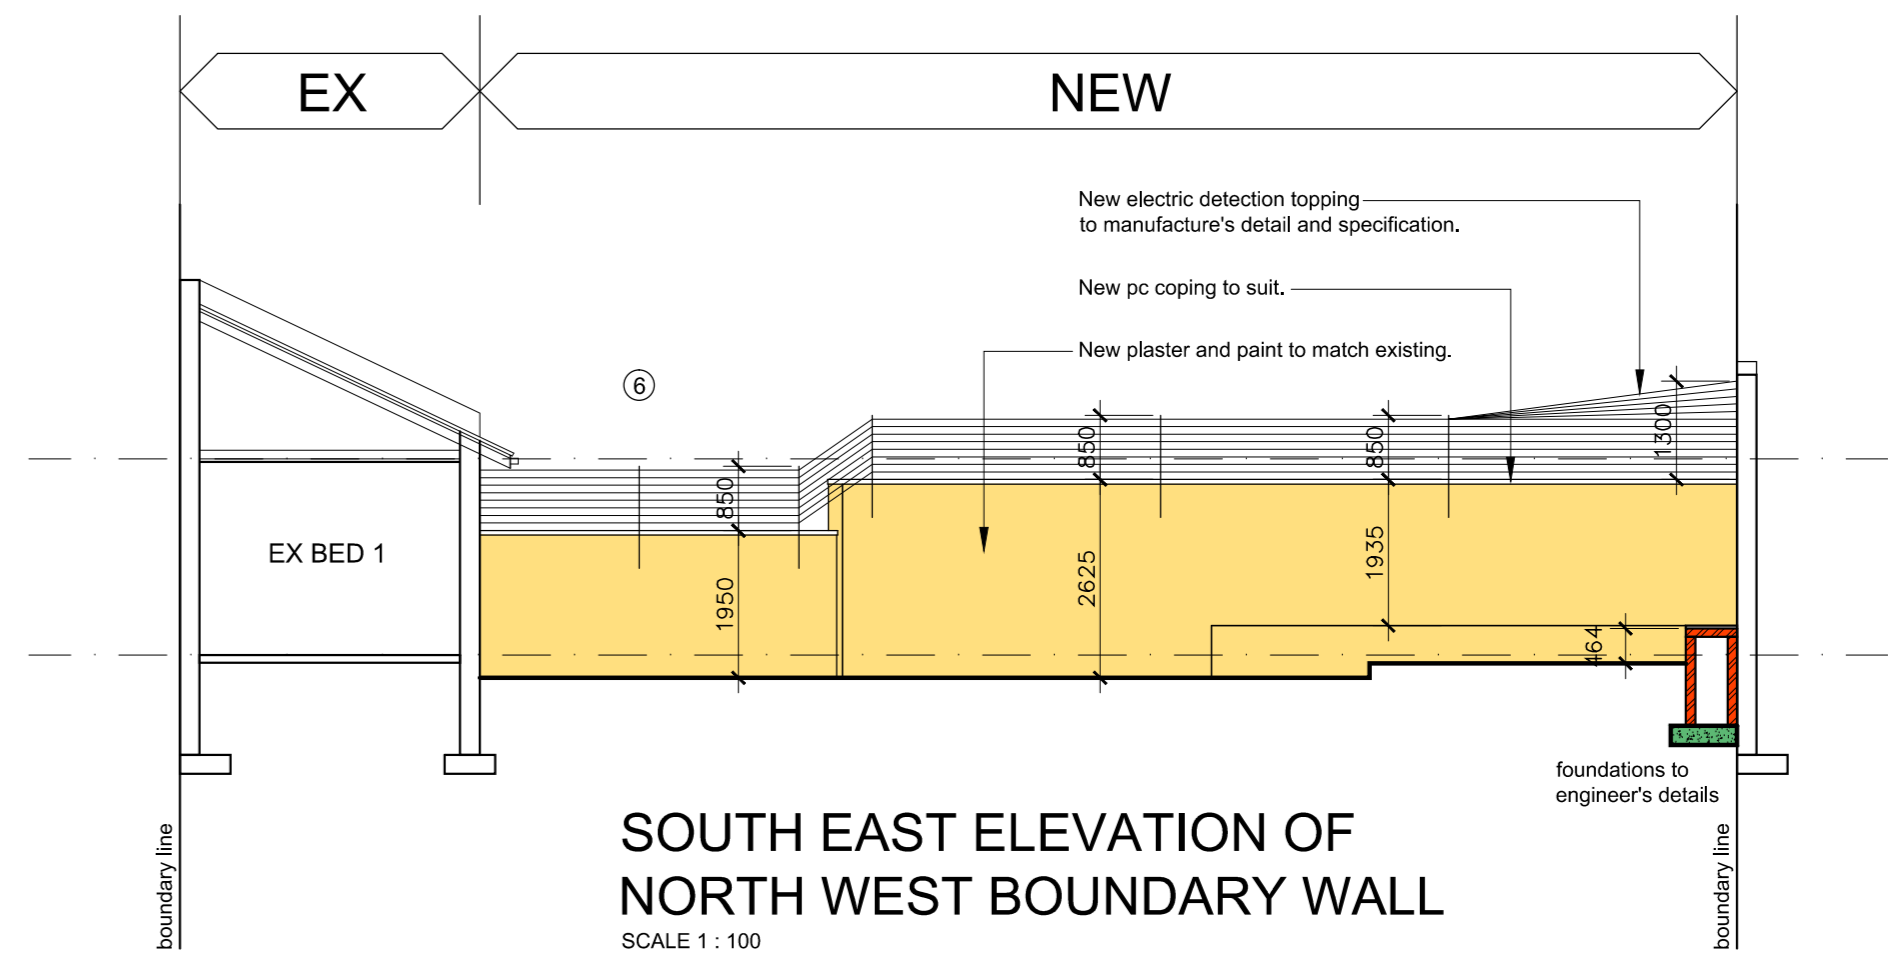 EX
NEW
New electric detection topping
to manufacture's detail and specification.
New pc coping to suit.
New plaster and paint to match existing.
6
1300
850
850
850
EX BED 1
1935
2625
1950
464
foundations to
engineer's details
SOUTH EAST ELEVATION OF
NORTH WEST BOUNDARY WALL
SCALE 1 : 100
boundary line
boundary line